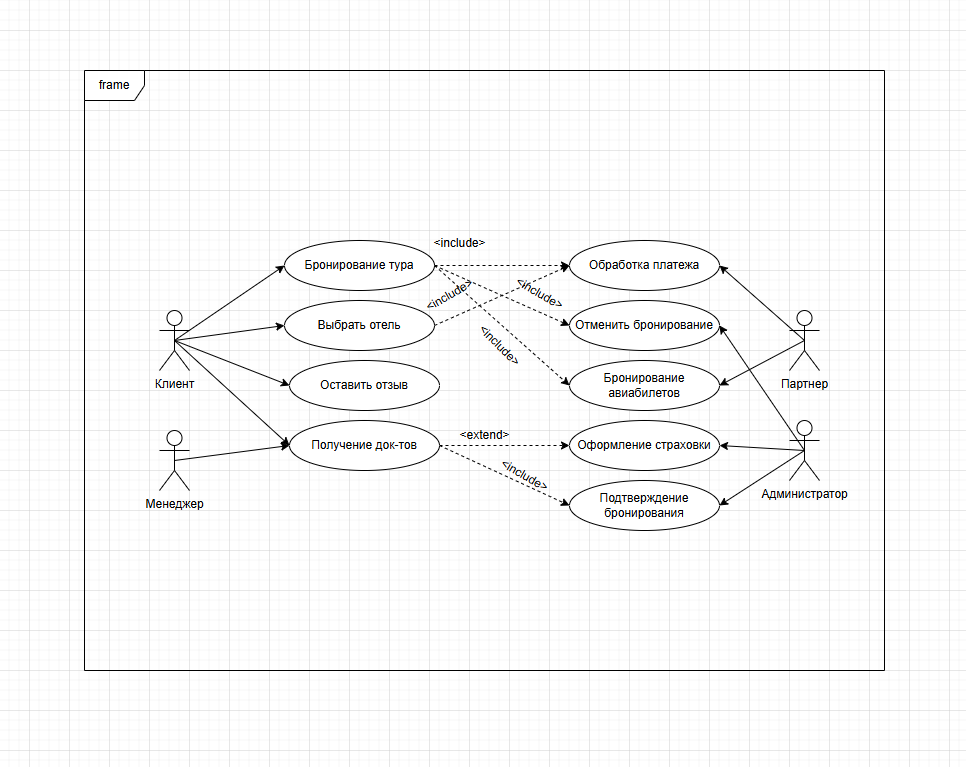 frame
<include>
Бронирование тура
Обработка платежа
<include>
<include>
Выбрать отель
Отменить бронирование
<include>
Клиент
Оставить отзыв
Бронирование
авиабилетов
Партнер
<extend>
Получение док-тов
Оформление страховки
<include>
Менеджер
Подтверждение
бронирования
Администратор